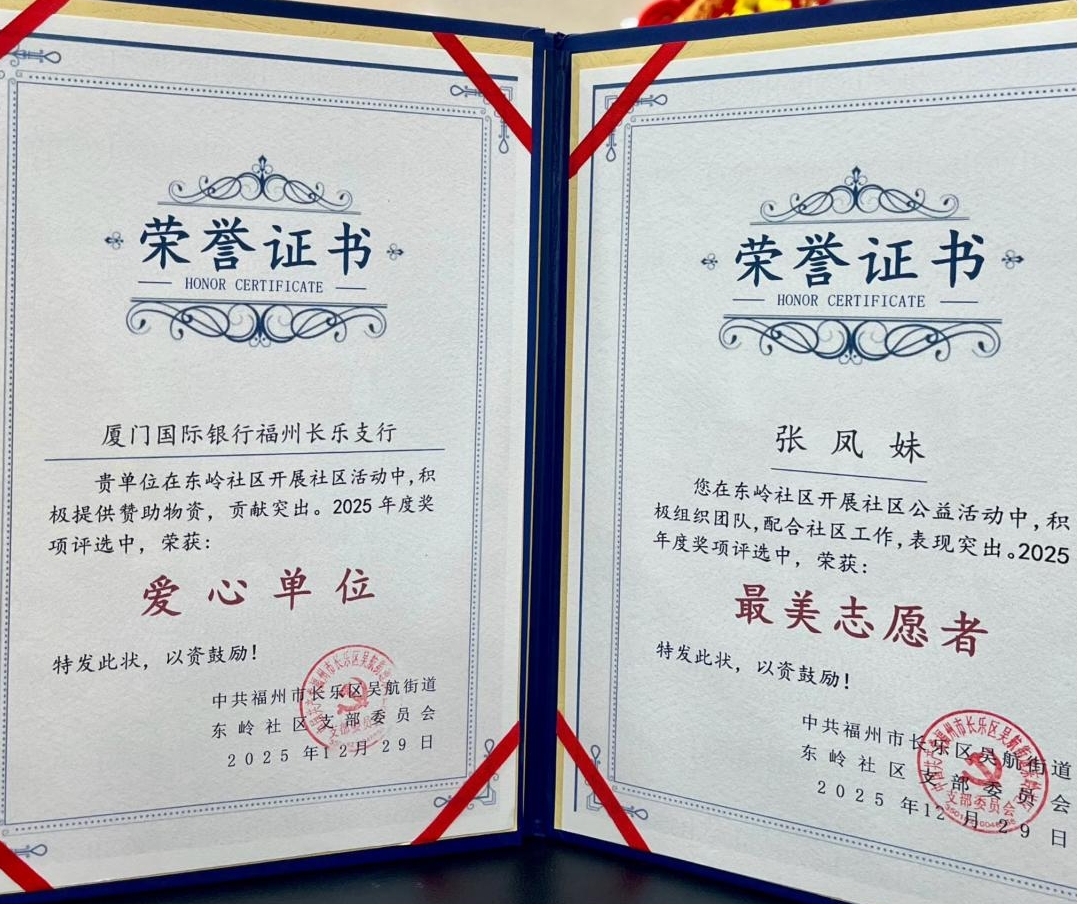 荣誉证书
HONOR CERTIFICATE
厦门国际银行福州长乐支行
贵单位在东岭社区开展社区活动中,积
极提供赞助物资，贡献突出。2025年度奖
项评选中，荣获:
爱心单位
特发此状，以资鼓励!
中共福州市长乐区吴航街道
东岭社区支部委员会
2025年12月29日
荣誉证书
HONOR CERTIFICATE
张凤妹
您在东岭社区开展社区公益活动中,积
极组织团队,配合社区工作,表现突出。2025
年度奖项评选中，荣获:
最美志愿者
特发此状，以资鼓励!
中共福州市长乐区吴航街道
东岭社区支部委员会
2025年12月29日